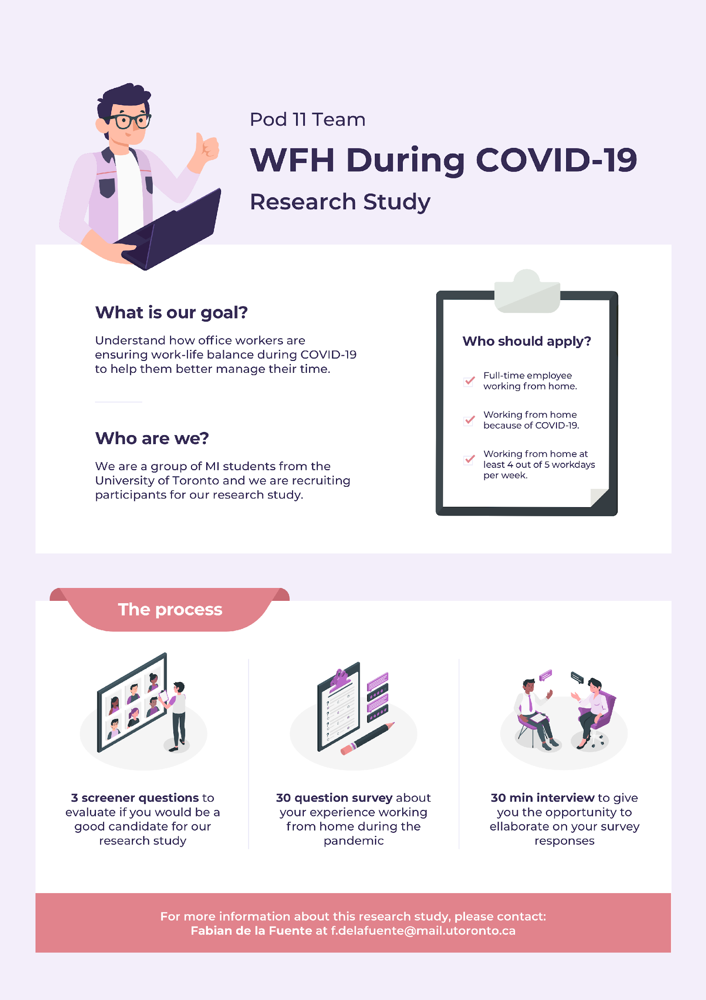 Pod 11 Team
WFH During COVID-19
Research Study
What is our goal?
Understand how office workers are
ensuring work-life balance during COVID-19
to help them better manage their time.
Who are we?
We are a group of MI students from the
University of Toronto and we are recruiting
participants for our research study.
Who should apply?
Full-time employee
working from home.
Working from home
because of COVID-19.
Working from home at
least 4 out of 5 workdays
per week.
The process
3 screener questions to
evaluate if you would be a
good candidate for our
research study
30 question survey about
your experience working
from home during the
pandemic
30 min interview to give
you the opportunity to
ellaborate on your survey
responses
For more information about this research study, please contact:
Fabian de la Fuente at f.delafuente@mail.utoronto.ca